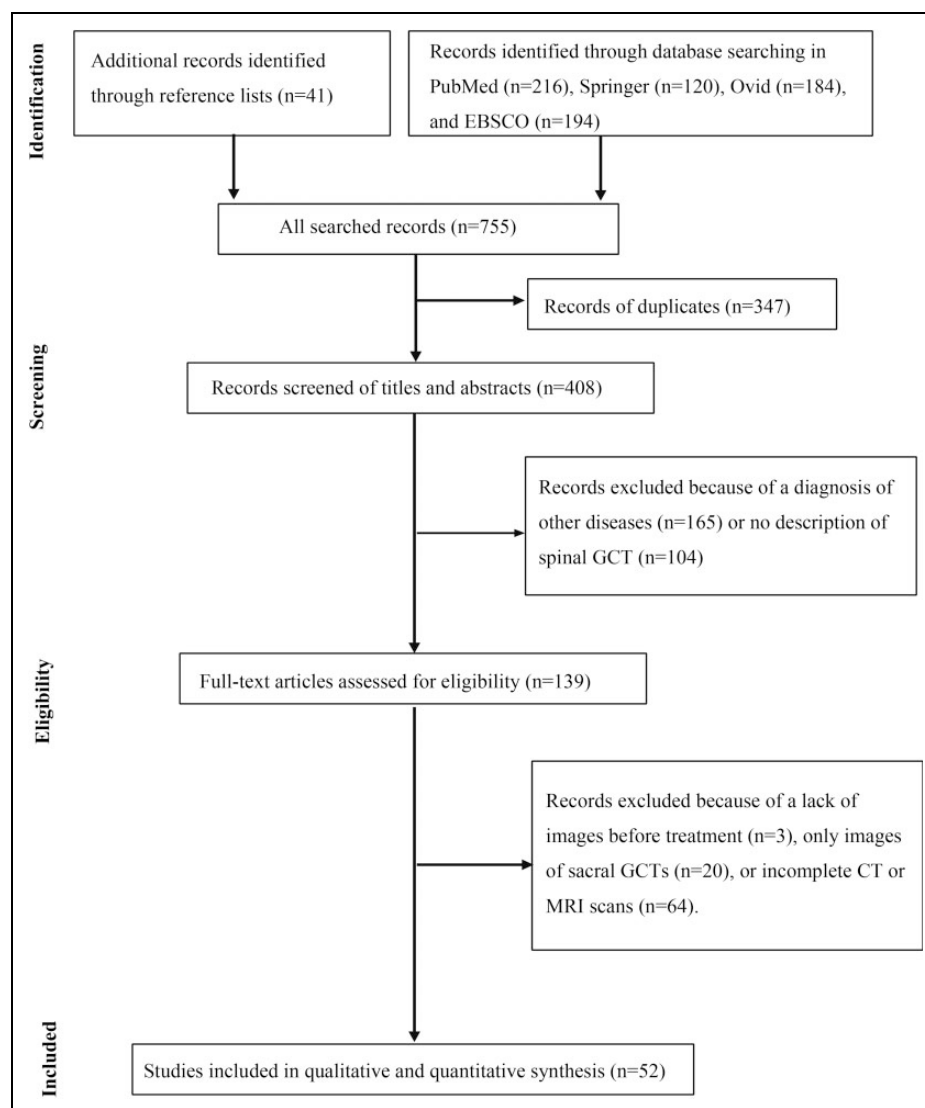 Identification
Additional records identified
through reference lists (n=41)
Records identified through database searching in
PubMed (n=216), Springer (n=120), Ovid (n=184),
and EBSCO (n=194)
All searched records (n=755)
Records of duplicates (n=347)
Screening
Records screened of titles and abstracts (n=408)
Records excluded because of a diagnosis of
other diseases (n=165) or no description of
spinal GCT (n=104)
Eligibility
Full-text articles assessed for eligibility (n=139)
Records excluded because of a lack of
images before treatment (n=3), only images
of sacral GCTs (n=20), or incomplete CT or
MRI scans (n=64).
Included
Studies included in qualitative and quantitative synthesis (n=52)